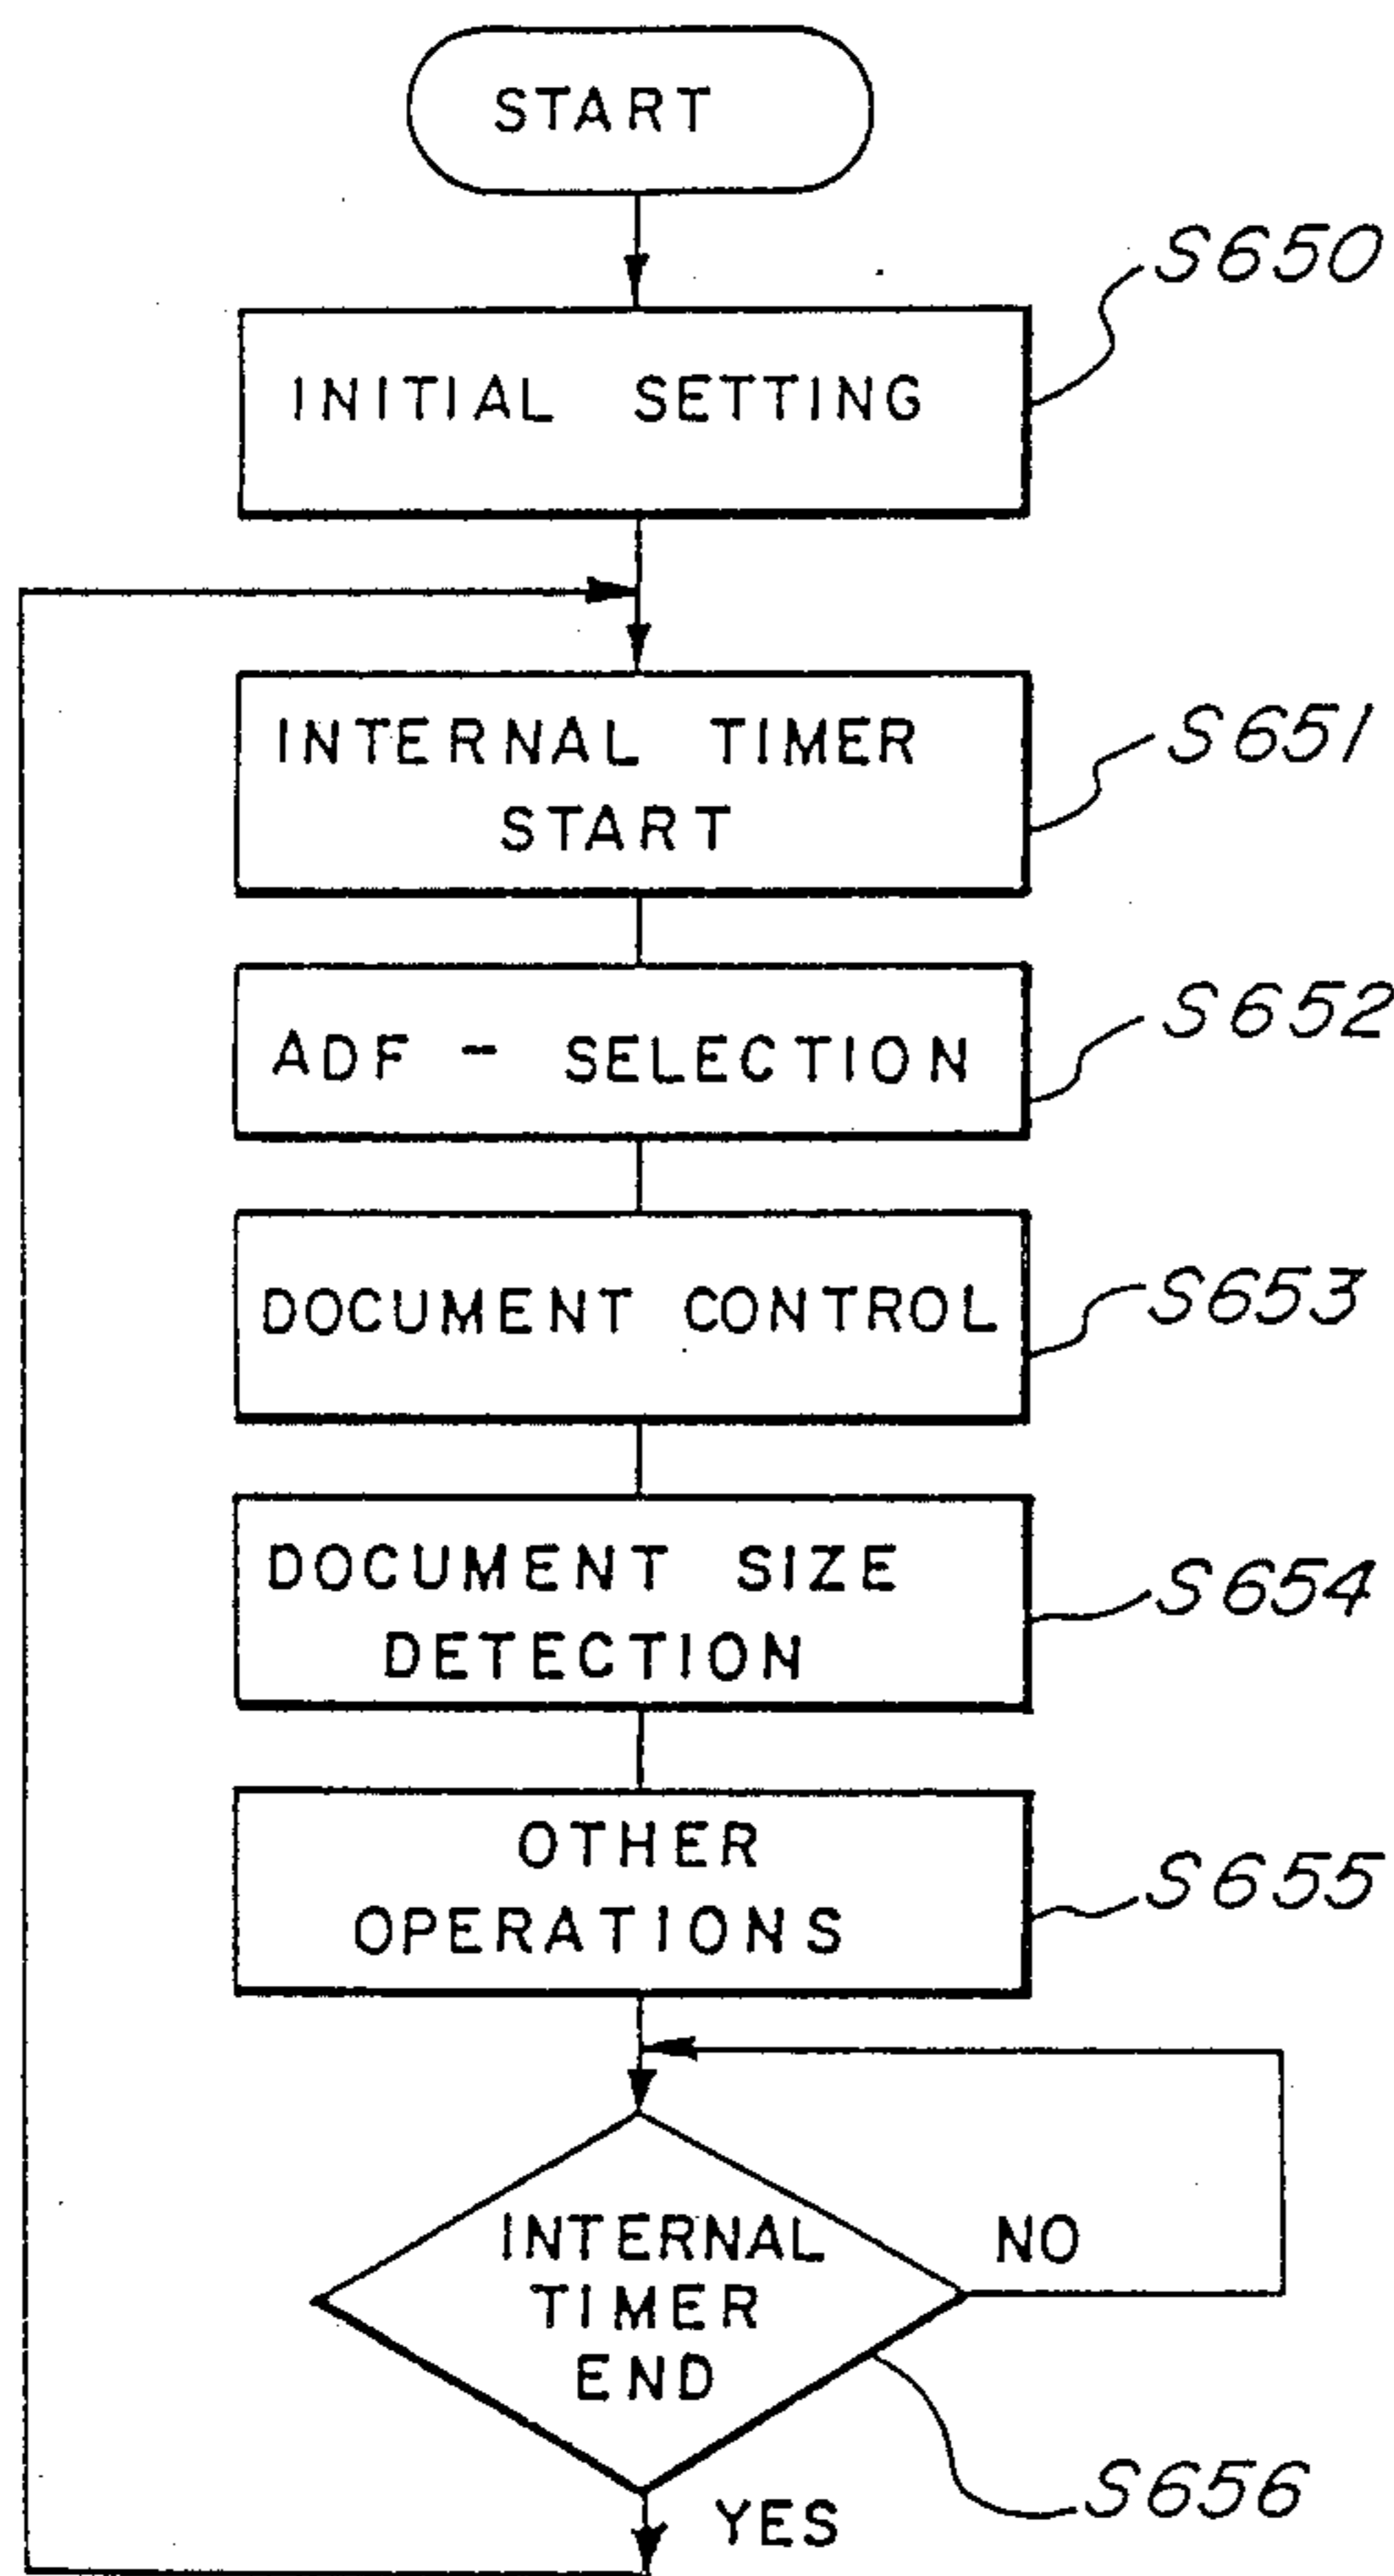 START
S650
INITIAL SETTING
INTERNAL TIMER
START
S651
ADF - SELECTION
S652
DOCUMENT CONTROL
S653
DOCUMENT SIZE
DETECTION
S654
OTHER
OPERATIONS
S655
INTERNAL
TIMER
END
NO
S656
YES